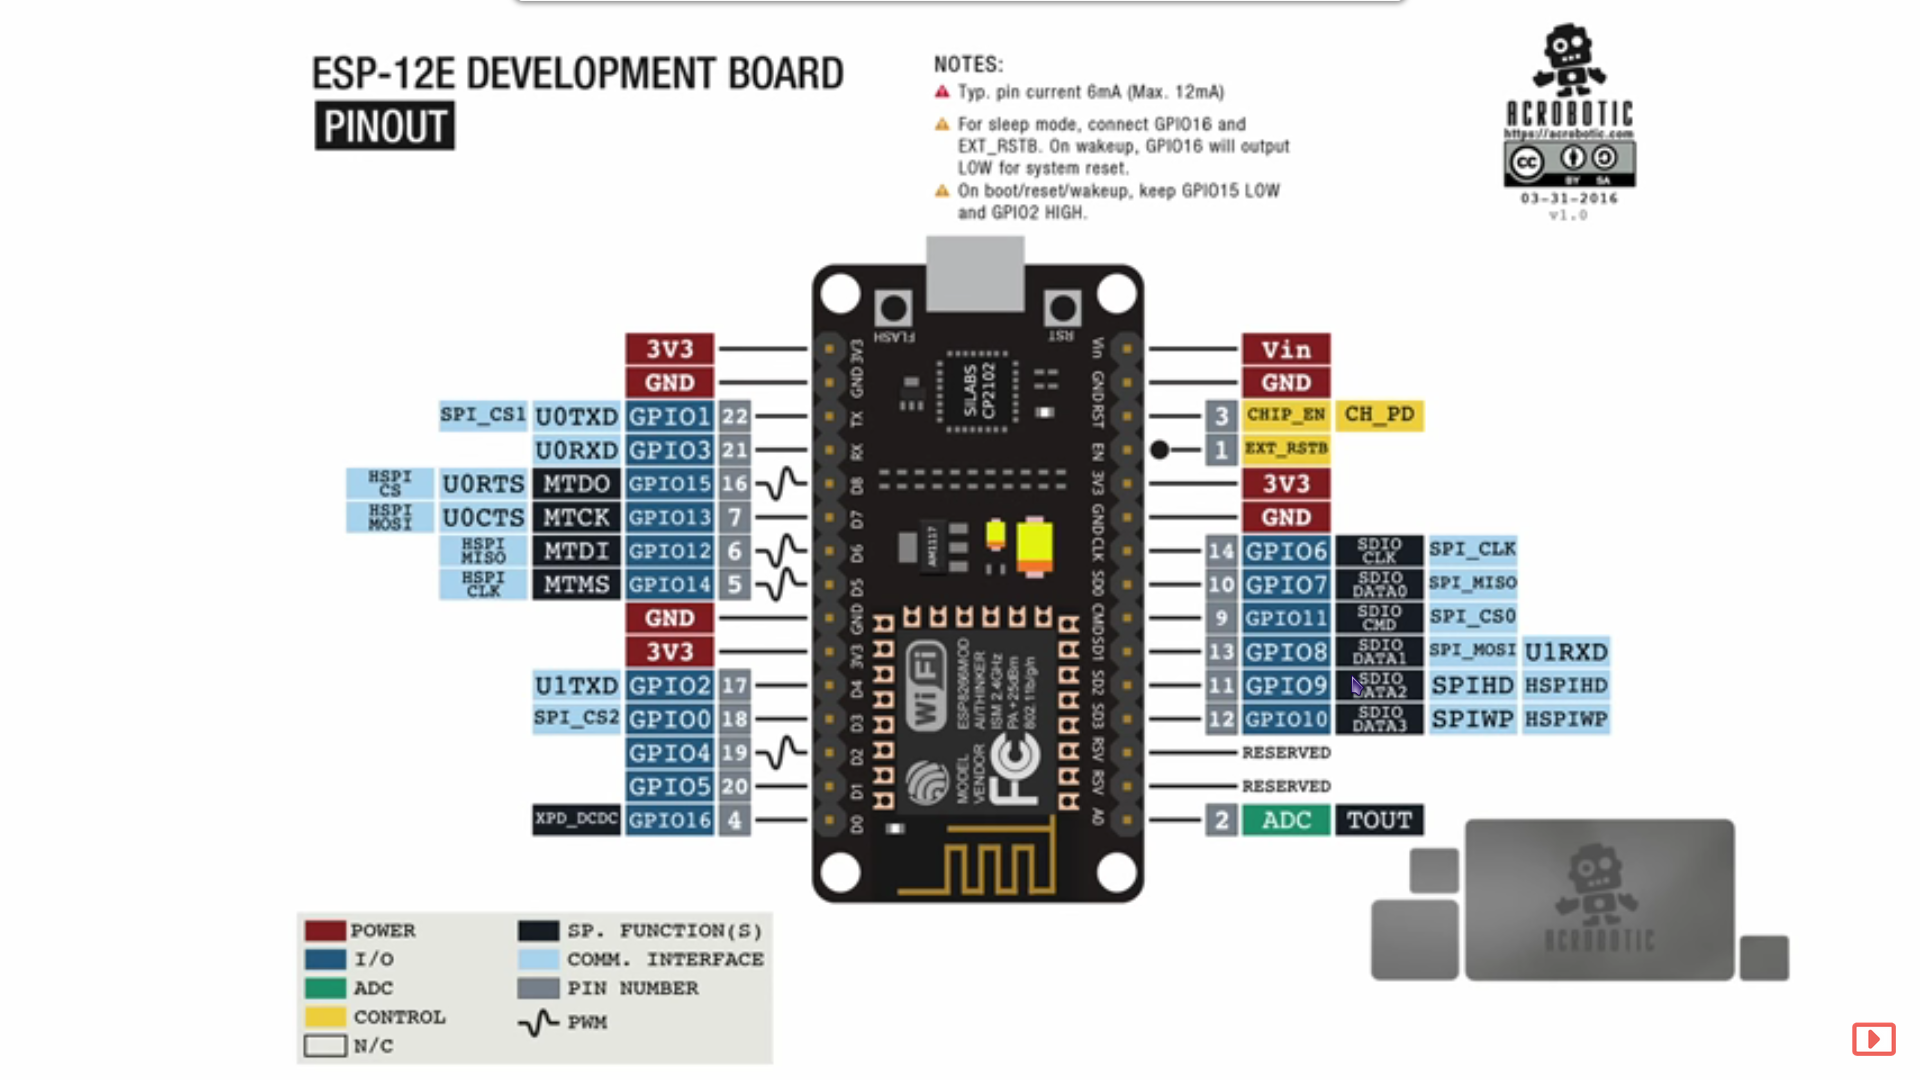 ESP-12E DEVELOPMENT BOARD
PINOUT
NOTES:
Typ. pin current 6mA (Max. 12mA)
For sleep mode, connect GPIO16 and
EXT_RSTB. On wakeup, GPIO16 will output
LOW for system reset.
On boot/reset/wakeup, keep GPIO15 LOW
and GPIO2 HIGH.
ACROBOTIC
https://acrobotic.com
CC BY SA
03-31-2016
v1.0
FLASH RST
3V3 3V3 Vin Vin
GND GND GND GND
SPI_CS1 U0TXD GPIO1 22 TX RST 3 CHIP_EN CH_PD
U0RXD GPIO3 21 RX EN 1 EXT_RSTB
HSPI CS U0RTS MTDO GPIO15 16 D8 3V3 3V3
HSPI MOSI U0CTS MTCK GPIO13 7 D7 GND GND
HSPI MISO MTDI GPIO12 6 D6 CLK 14 GPIO6 SDIO CLK SPI_CLK
HSPI CLK MTMS GPIO14 5 D5 SD0 10 GPIO7 SDIO DATA0 SPI_MISO
GND GND CMD 9 GPIO11 SDIO CMD SPI_CS0
3V3 3V3 SD1 13 GPIO8 SDIO DATA1 SPI_MOSI U1RXD
U1TXD GPIO2 17 D4 SD2 11 GPIO9 SDIO DATA2 SPIHD HSPIHD
SPI_CS2 GPIO0 18 D3 SD3 12 GPIO10 SDIO DATA3 SPIWP HSPIWP
GPIO4 19 D2 RSV RESERVED
GPIO5 20 D1 RSV RESERVED
XPD_DCDC GPIO16 4 D0 A0 2 ADC TOUT
SILABS
CP2102
AM1117
WiFi
MODEL ESP8266MOD
VENDOR AITHINKER
ISM 2.4GHz
PA +25dBm
802.11b/g/n
FC
ACROBOTIC
POWER SP. FUNCTION(S)
I/O COMM. INTERFACE
ADC PIN NUMBER
CONTROL PWM
N/C